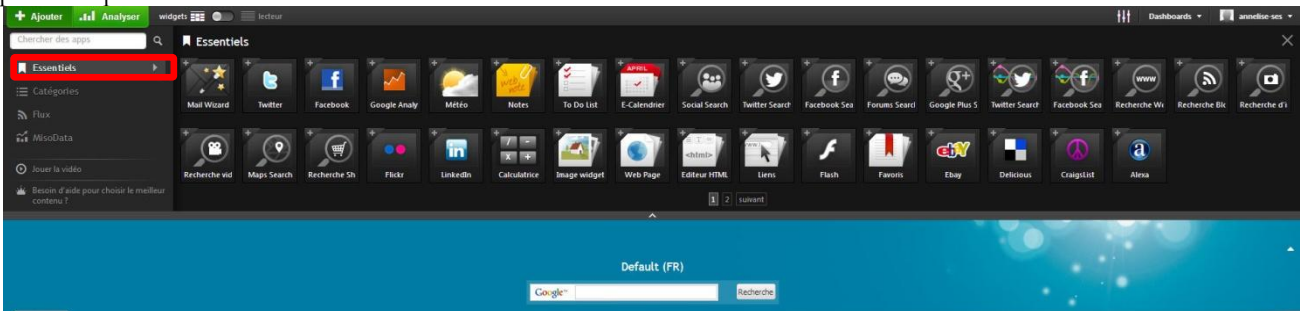 Ajouter Analyser widgets lecteur Dashboards annelise-ses
Chercher des apps
Essentiels
Catégories
Flux
MisoData
Jouer la vidéo
Besoin d'aide pour choisir le meilleur
contenu ?
Essentiels
Mail Wizard Twitter Facebook Google Analy Météo Notes To Do List E-Calendrier Social Search Twitter Search Facebook Sea Forums Search Google Plus S Twitter Search Facebook Sea Recherche We Recherche Blo Recherche d'i
Recherche vid Maps Search Recherche Sh Flickr LinkedIn Calculatrice Image widget Web Page Editeur HTML Liens Flash Favoris Ebay Delicious Craigslist Alexa
1 2 suivant
Default (FR)
Google Recherche